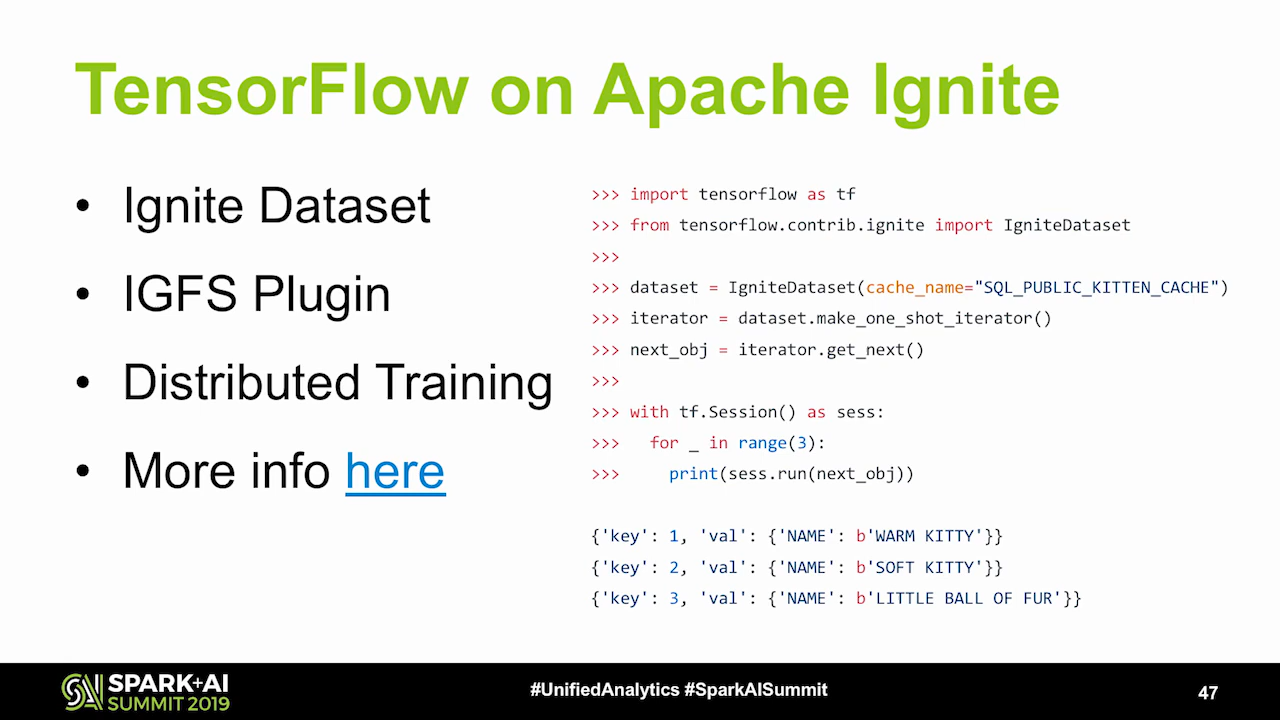 TensorFlow on Apache Ignite
• Ignite Dataset
• IGFS Plugin
• Distributed Training
• More info here
>>> import tensorflow as tf
>>> from tensorflow.contrib.ignite import IgniteDataset
>>>
>>> dataset = IgniteDataset(cache_name="SQL_PUBLIC_KITTEN_CACHE")
>>> iterator = dataset.make_one_shot_iterator()
>>> next_obj = iterator.get_next()
>>>
>>> with tf.Session() as sess:
>>>   for _ in range(3):
>>>     print(sess.run(next_obj))
{'key': 1, 'val': {'NAME': b'WARM KITTY'}}
{'key': 2, 'val': {'NAME': b'SOFT KITTY'}}
{'key': 3, 'val': {'NAME': b'LITTLE BALL OF FUR'}}
SPARK+AI
SUMMIT 2019
#UnifiedAnalytics #SparkAISummit
47